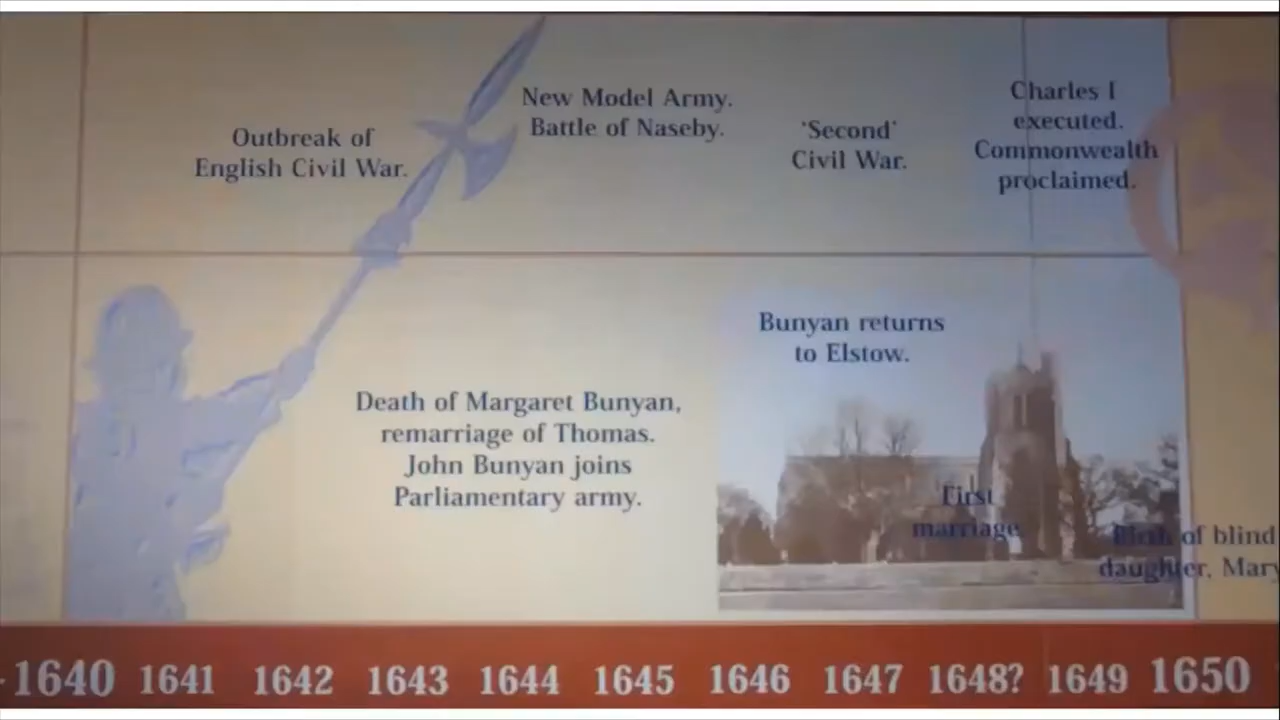 Outbreak of
English Civil War.
New Model Army.
Battle of Naseby.
'Second'
Civil War.
Charles I
executed.
Commonwealth
proclaimed.
Death of Margaret Bunyan,
remarriage of Thomas.
John Bunyan joins
Parliamentary army.
Bunyan returns
to Elstow.
First
marriage.
Birth of blind
daughter, Mary
1640 1641 1642 1643 1644 1645 1646 1647 1648? 1649 1650